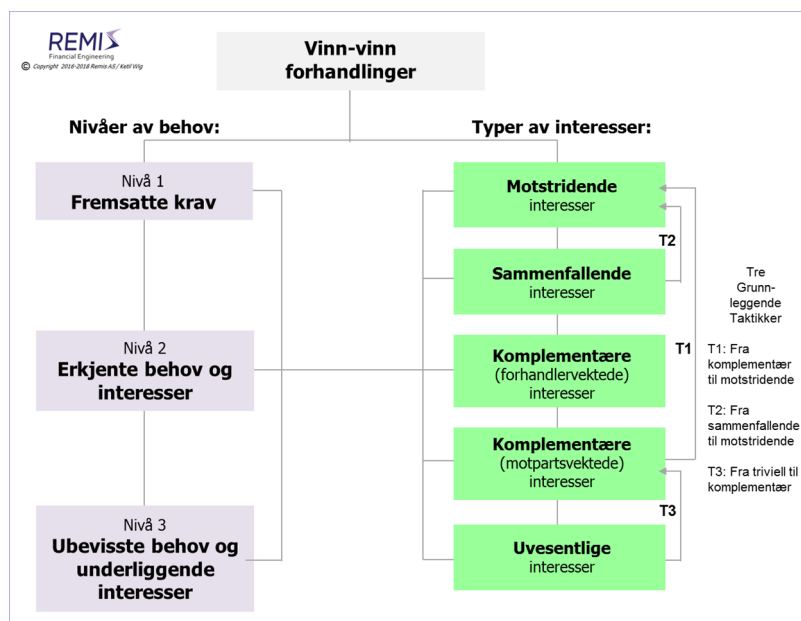 REMIS
Financial Engineering
© Copyright 2016-2018 Remis AS / Ketil Wig
Vinn-vinn
forhandlinger
Nivåer av behov:
Typer av interesser:
Nivå 1
Fremsatte krav
Nivå 2
Erkjente behov og
interesser
Nivå 3
Ubevisste behov og
underliggende
interesser
Motstridende
interesser
T2
Sammenfallende
interesser
Komplementære
(forhandlervektede)
interesser
T1
Komplementære
(motpartsvektede)
interesser
T3
Uvesentlige
interesser
Tre
Grunn-
leggende
Taktikker
T1: Fra
komplementær
til motstridende
T2: Fra
sammenfallende
til motstridende
T3: Fra triviell til
komplementær